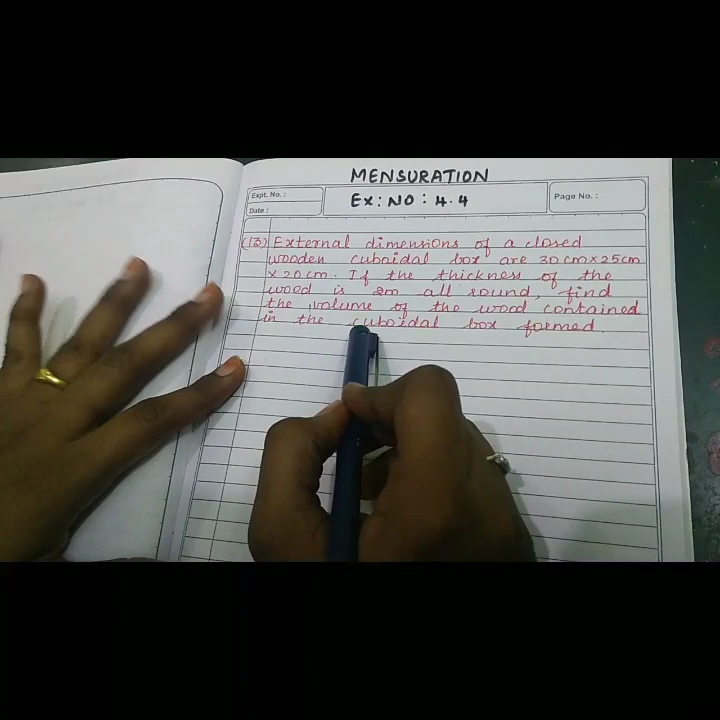 MENSURATION
Expt. No. :
Date :
EX : NO : 4.4
Page No. :
(13) External dimensions of a closed
wooden cuboidal box are 30cm×25cm
×20cm. If the thickness of the
wood is 2m all round, find
the volume of the wood contained
in the cuboidal box formed.